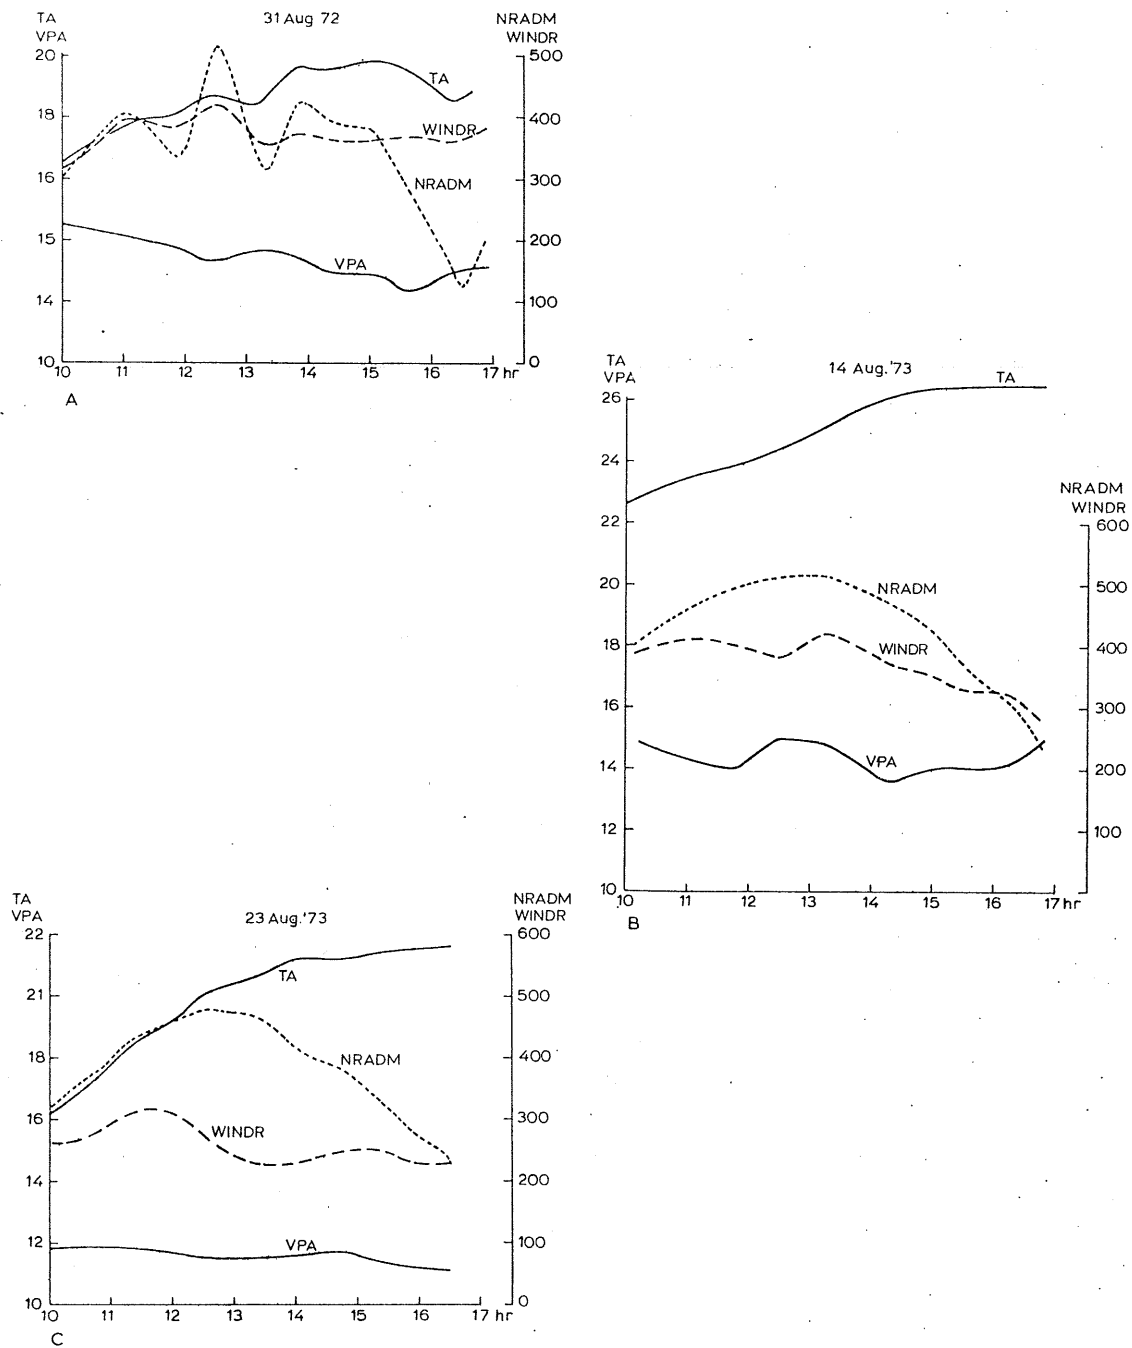 31 Aug 72
TA
VPA
NRADM
WINDR
20
18
16
15
14
10
500
400
300
200
100
0
TA
WINDR
NRADM
VPA
10 11 12 13 14 15 16 17 hr
A
14 Aug.'73
TA
VPA
26
24
22
20
18
16
14
12
10
NRADM
WINDR
600
500
400
300
200
100
TA
NRADM
WINDR
VPA
10 11 12 13 14 15 16 17 hr
B
23 Aug.'73
TA
VPA
22
21
18
16
14
12
10
NRADM
WINDR
600
500
400
300
200
100
0
TA
NRADM
WINDR
VPA
10 11 12 13 14 15 16 17 hr
C